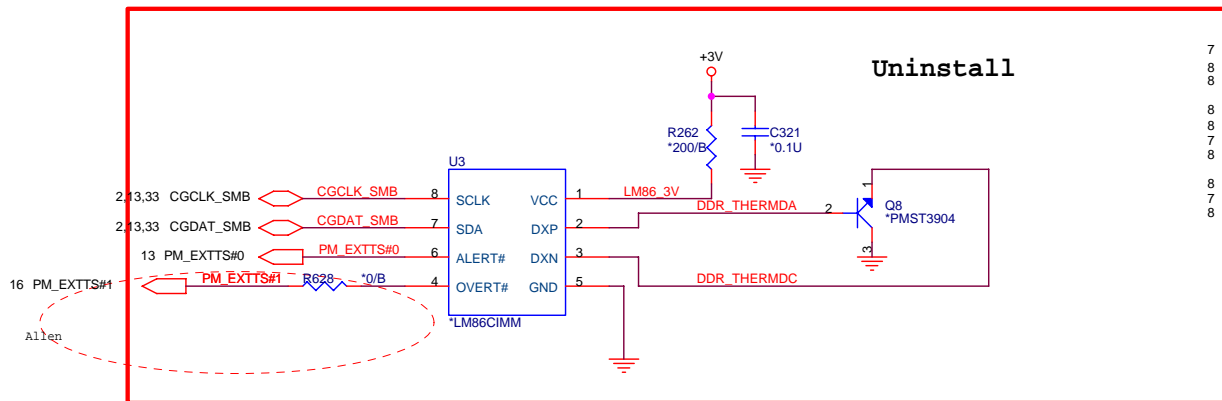 Uninstall
7
8
8
8
8
7
8
8
7
8
+3V
R262
*200/B
C321
*0.1U
U3
2,13,33 CGCLK_SMB
CGCLK_SMB
8 SCLK
VCC 1
LM86_3V
2,13,33 CGDAT_SMB
CGDAT_SMB
7 SDA
DXP 2
DDR_THERMDA
2
1
Q8
*PMST3904
3
13 PM_EXTTS#0
PM_EXTTS#0
6 ALERT#
DXN 3
DDR_THERMDC
16 PM_EXTTS#1
PM_EXTTS#1
R628
*0/B
4 OVERT#
GND 5
*LM86CIMM
Allen